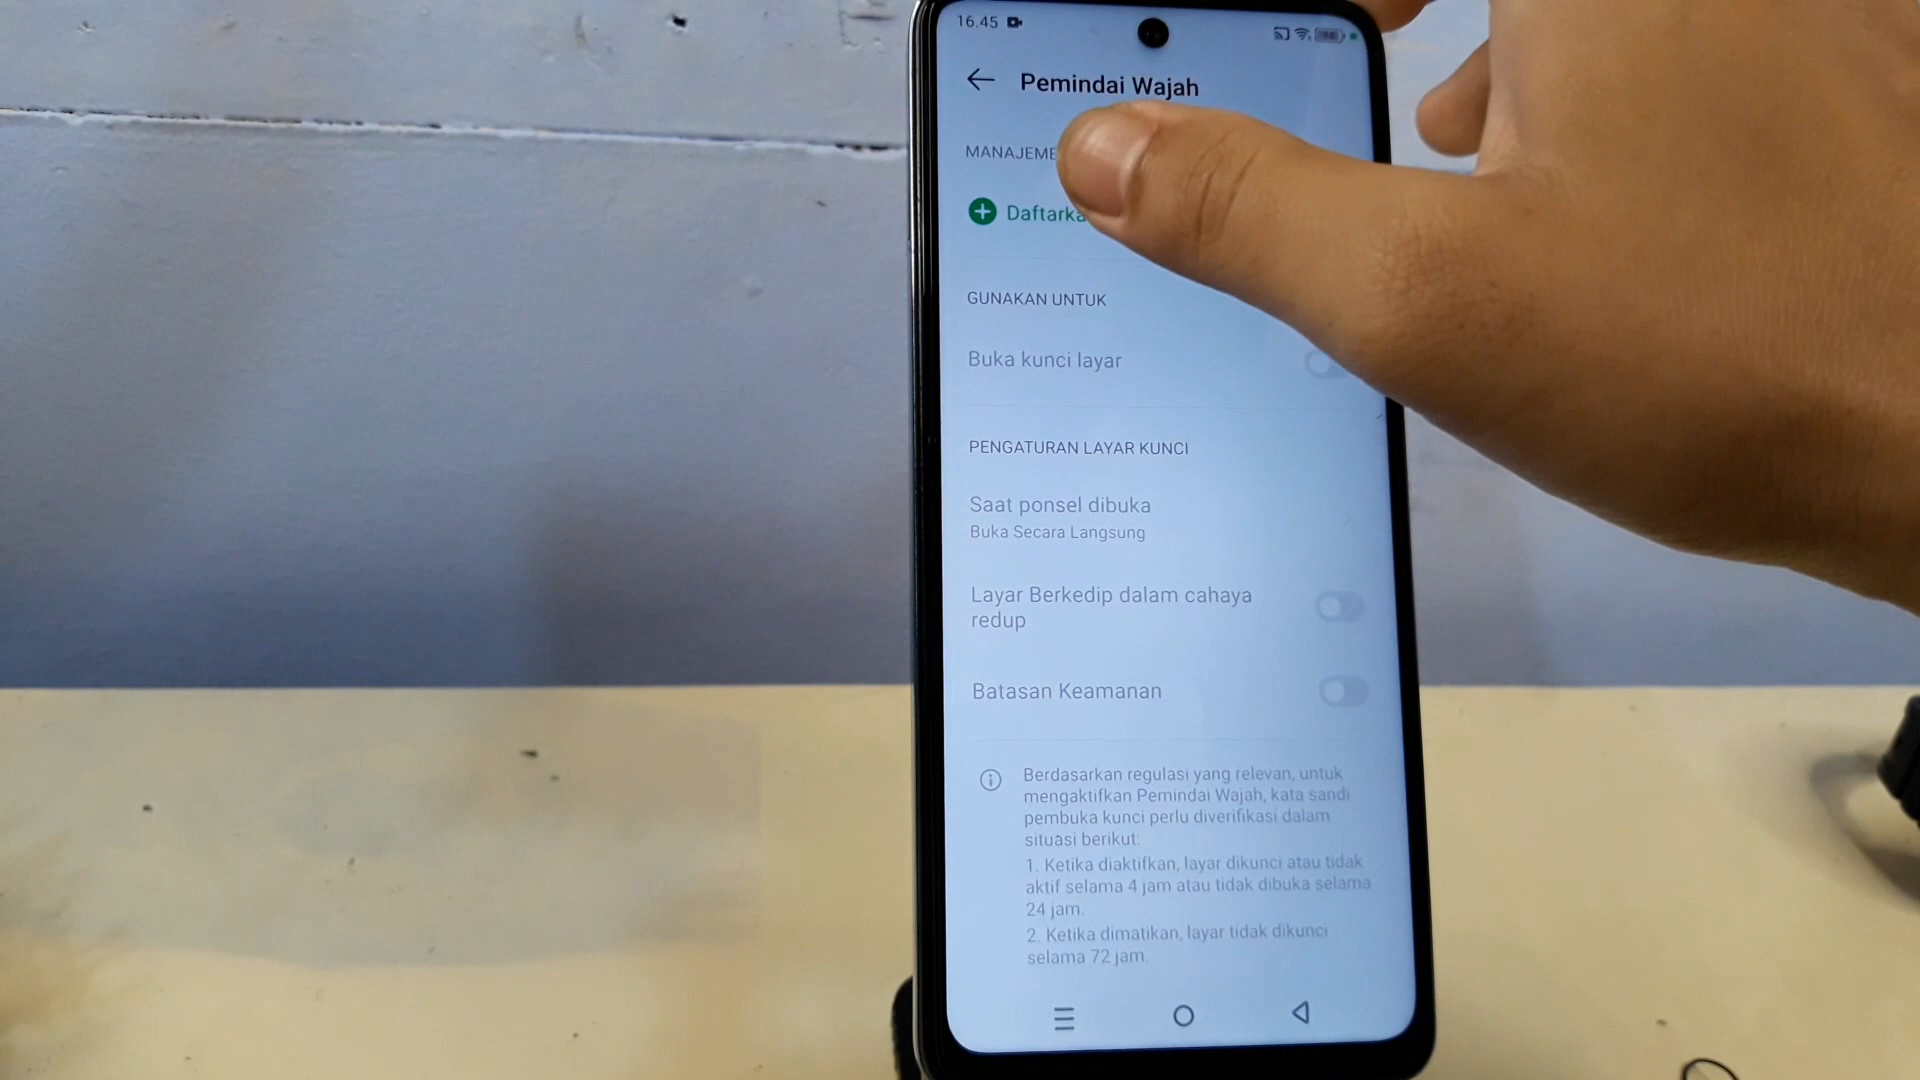 16.45
Pemindai Wajah
MANAJEME
Daftarka
GUNAKAN UNTUK
Buka kunci layar
PENGATURAN LAYAR KUNCI
Saat ponsel dibuka
Buka Secara Langsung
Layar Berkedip dalam cahaya
redup
Batasan Keamanan
Berdasarkan regulasi yang relevan, untuk
mengaktifkan Pemindai Wajah, kata sandi
pembuka kunci perlu diverifikasi dalam
situasi berikut:
1. Ketika diaktifkan, layar dikunci atau tidak
aktif selama 4 jam atau tidak dibuka selama
24 jam.
2. Ketika dimatikan, layar tidak dikunci
selama 72 jam.